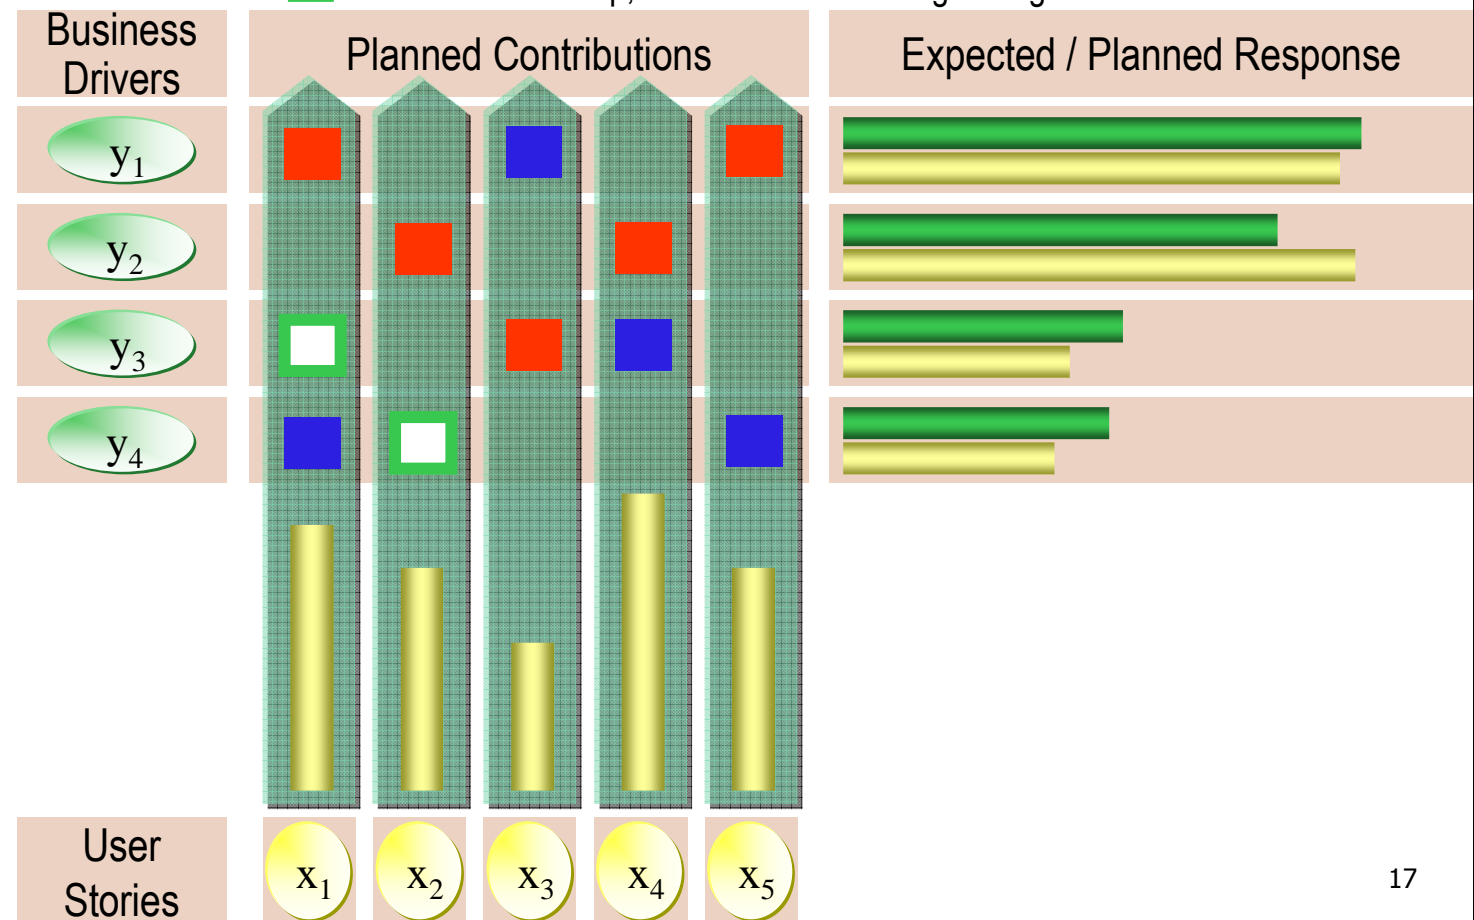 Business
Drivers
Planned Contributions
Expected / Planned Response
y₁
y₂
y₃
y₄
User
Stories
x₁
x₂
x₃
x₄
x₅
17